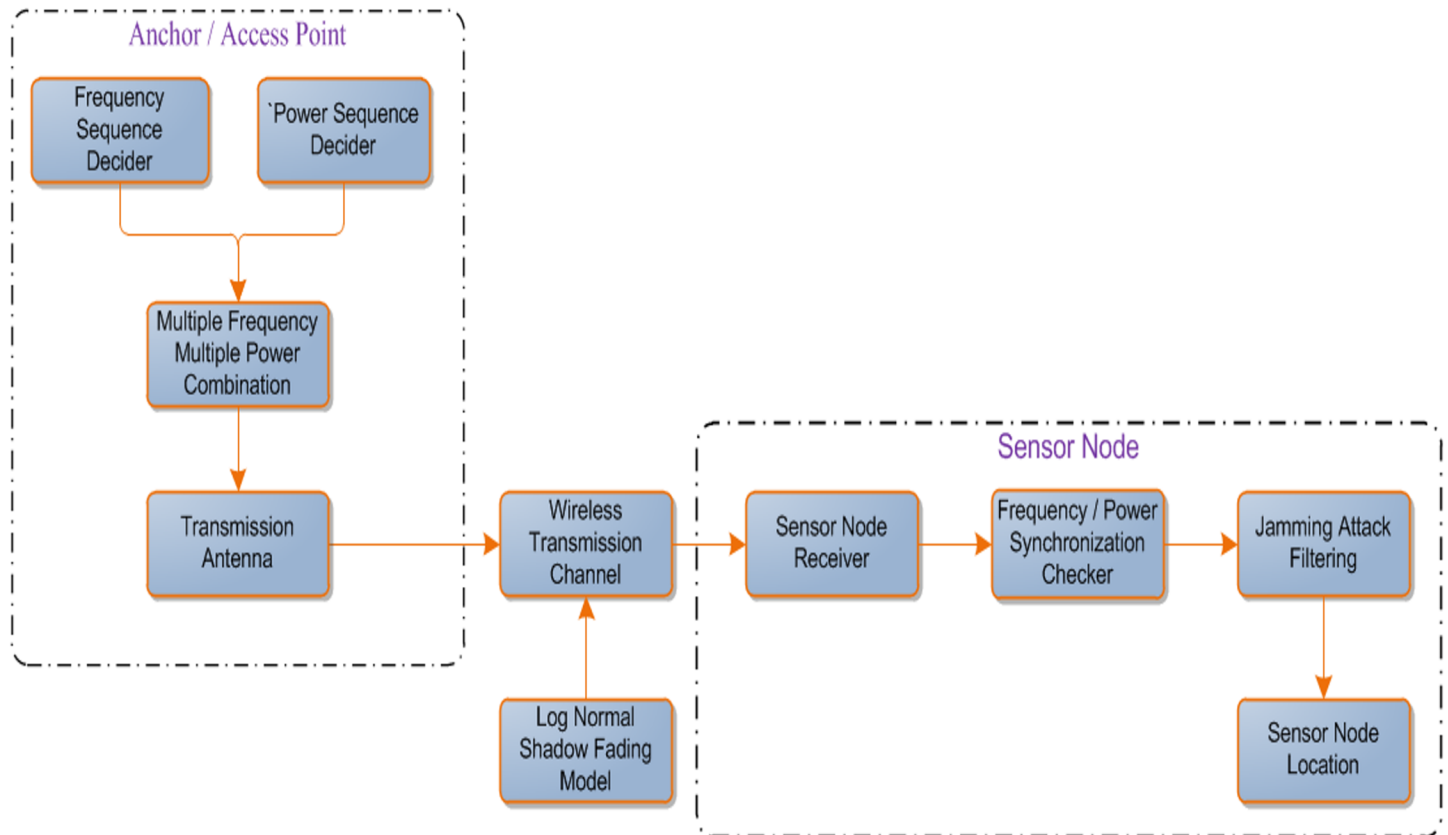 Anchor / Access Point
Frequency
Sequence
Decider
`Power Sequence
Decider
Multiple Frequency
Multiple Power
Combination
Transmission
Antenna
Wireless
Transmission
Channel
Log Normal
Shadow Fading
Model
Sensor Node
Sensor Node
Receiver
Frequency / Power
Synchronization
Checker
Jamming Attack
Filtering
Sensor Node
Location